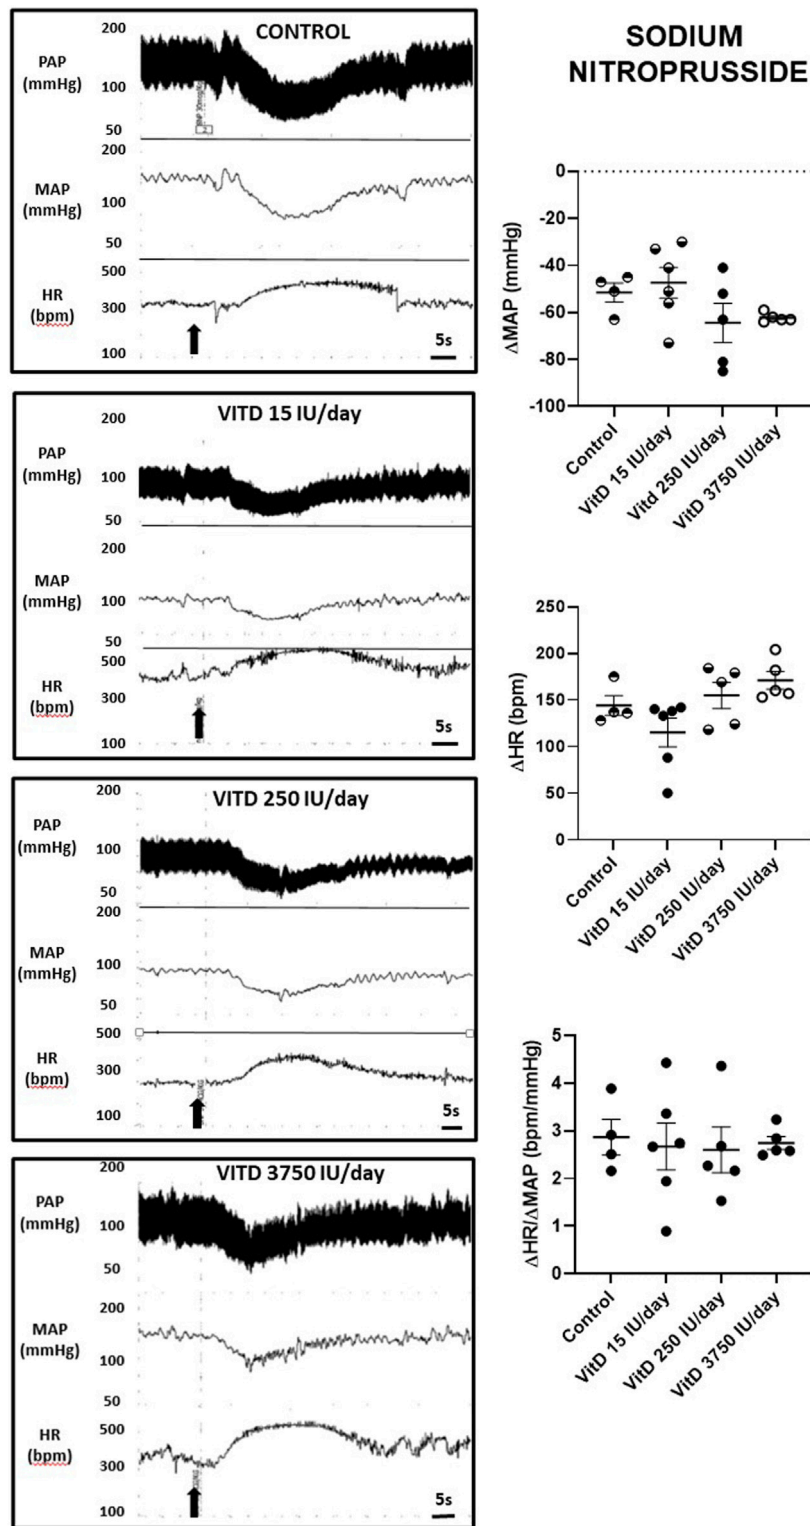 CONTROL
200
PAP
(mmHg)
100
50
200
MAP
(mmHg)
100
50
500
HR
(bpm)
300
100
5s
VITD 15 IU/day
200
PAP
(mmHg)
100
50
200
MAP
(mmHg)
100
50
500
HR
(bpm)
300
100
5s
VITD 250 IU/day
200
PAP
(mmHg)
100
50
200
MAP
(mmHg)
100
50
500
HR
(bpm)
300
100
5s
VITD 3750 IU/day
200
PAP
(mmHg)
100
50
200
MAP
(mmHg)
100
50
500
HR
(bpm)
300
100
5s
SODIUM
NITROPRUSSIDE
ΔMAP (mmHg)
0
-20
-40
-60
-80
-100
Control
VitD 15 IU/day
Vitd 250 IU/day
VitD 3750 IU/day
ΔHR (bpm)
250
200
150
100
50
0
Control
VitD 15 IU/day
VitD 250 IU/day
VitD 3750 IU/day
ΔHR/ΔMAP (bpm/mmHg)
5
4
3
2
1
0
Control
VitD 15 IU/day
VitD 250 IU/day
VitD 3750 IU/day